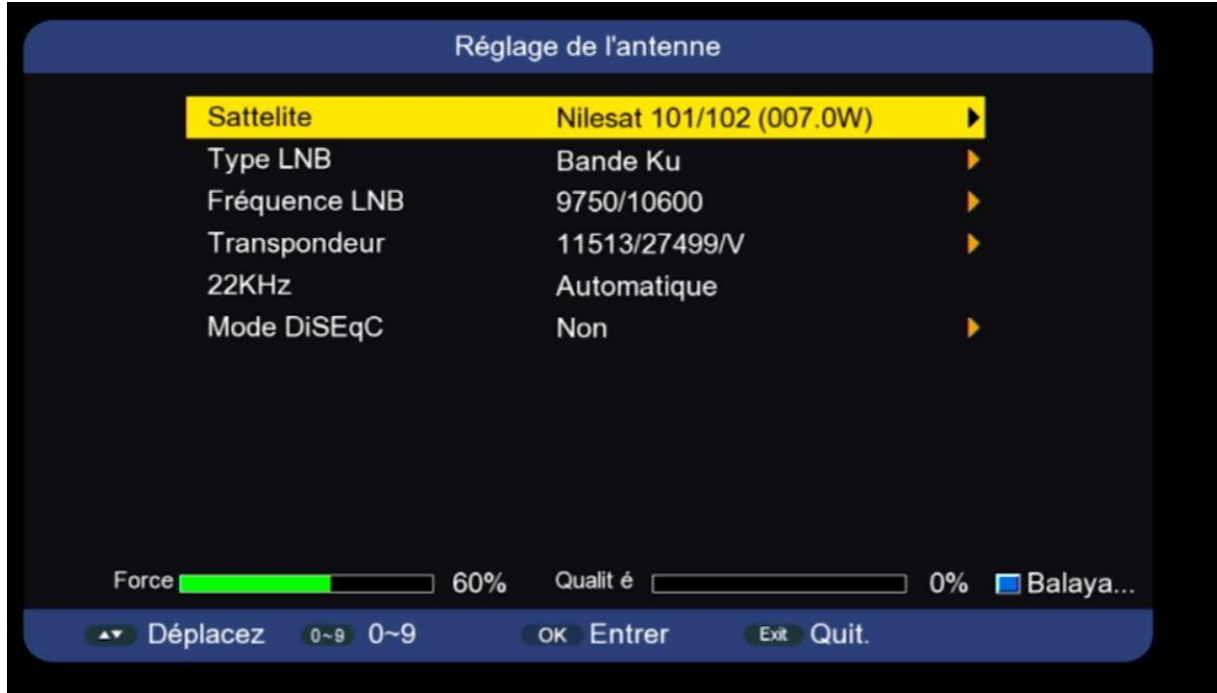 Réglage de l'antenne
Sattelite Nilesat 101/102 (007.0W)
Type LNB Bande Ku
Fréquence LNB 9750/10600
Transpondeur 11513/27499/V
22KHz Automatique
Mode DiSEqC Non
Force 60% Qualit é 0% Balaya...
Déplacez 0~9 0~9 OK Entrer Exit Quit.